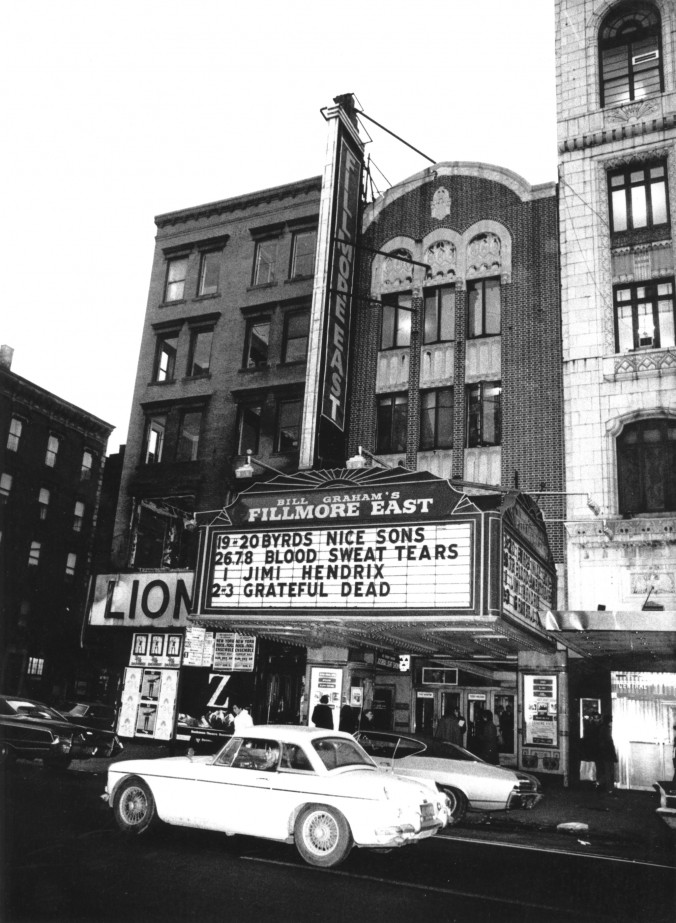 FILLMORE EAST
BILL GRAHAM'S
FILLMORE EAST
19-20 BYRDS NICE SONS
26.7.8 BLOOD SWEAT TEARS
1 JIMI HENDRIX
2-3 GRATEFUL DEAD
LION
Z